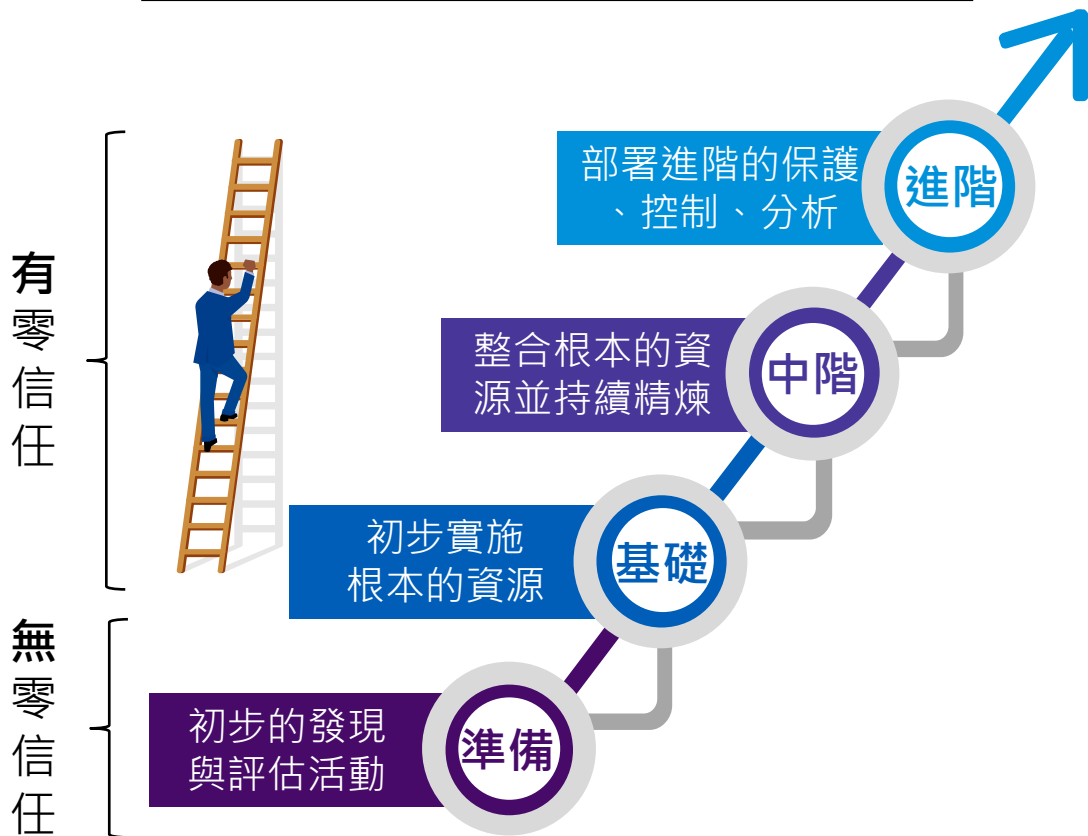 部署進階的保護
、控制、分析
進階
有零信任
整合根本的資
源並持續精煉
中階
初步實施
根本的資源
基礎
無零信任
初步的發現
與評估活動
準備